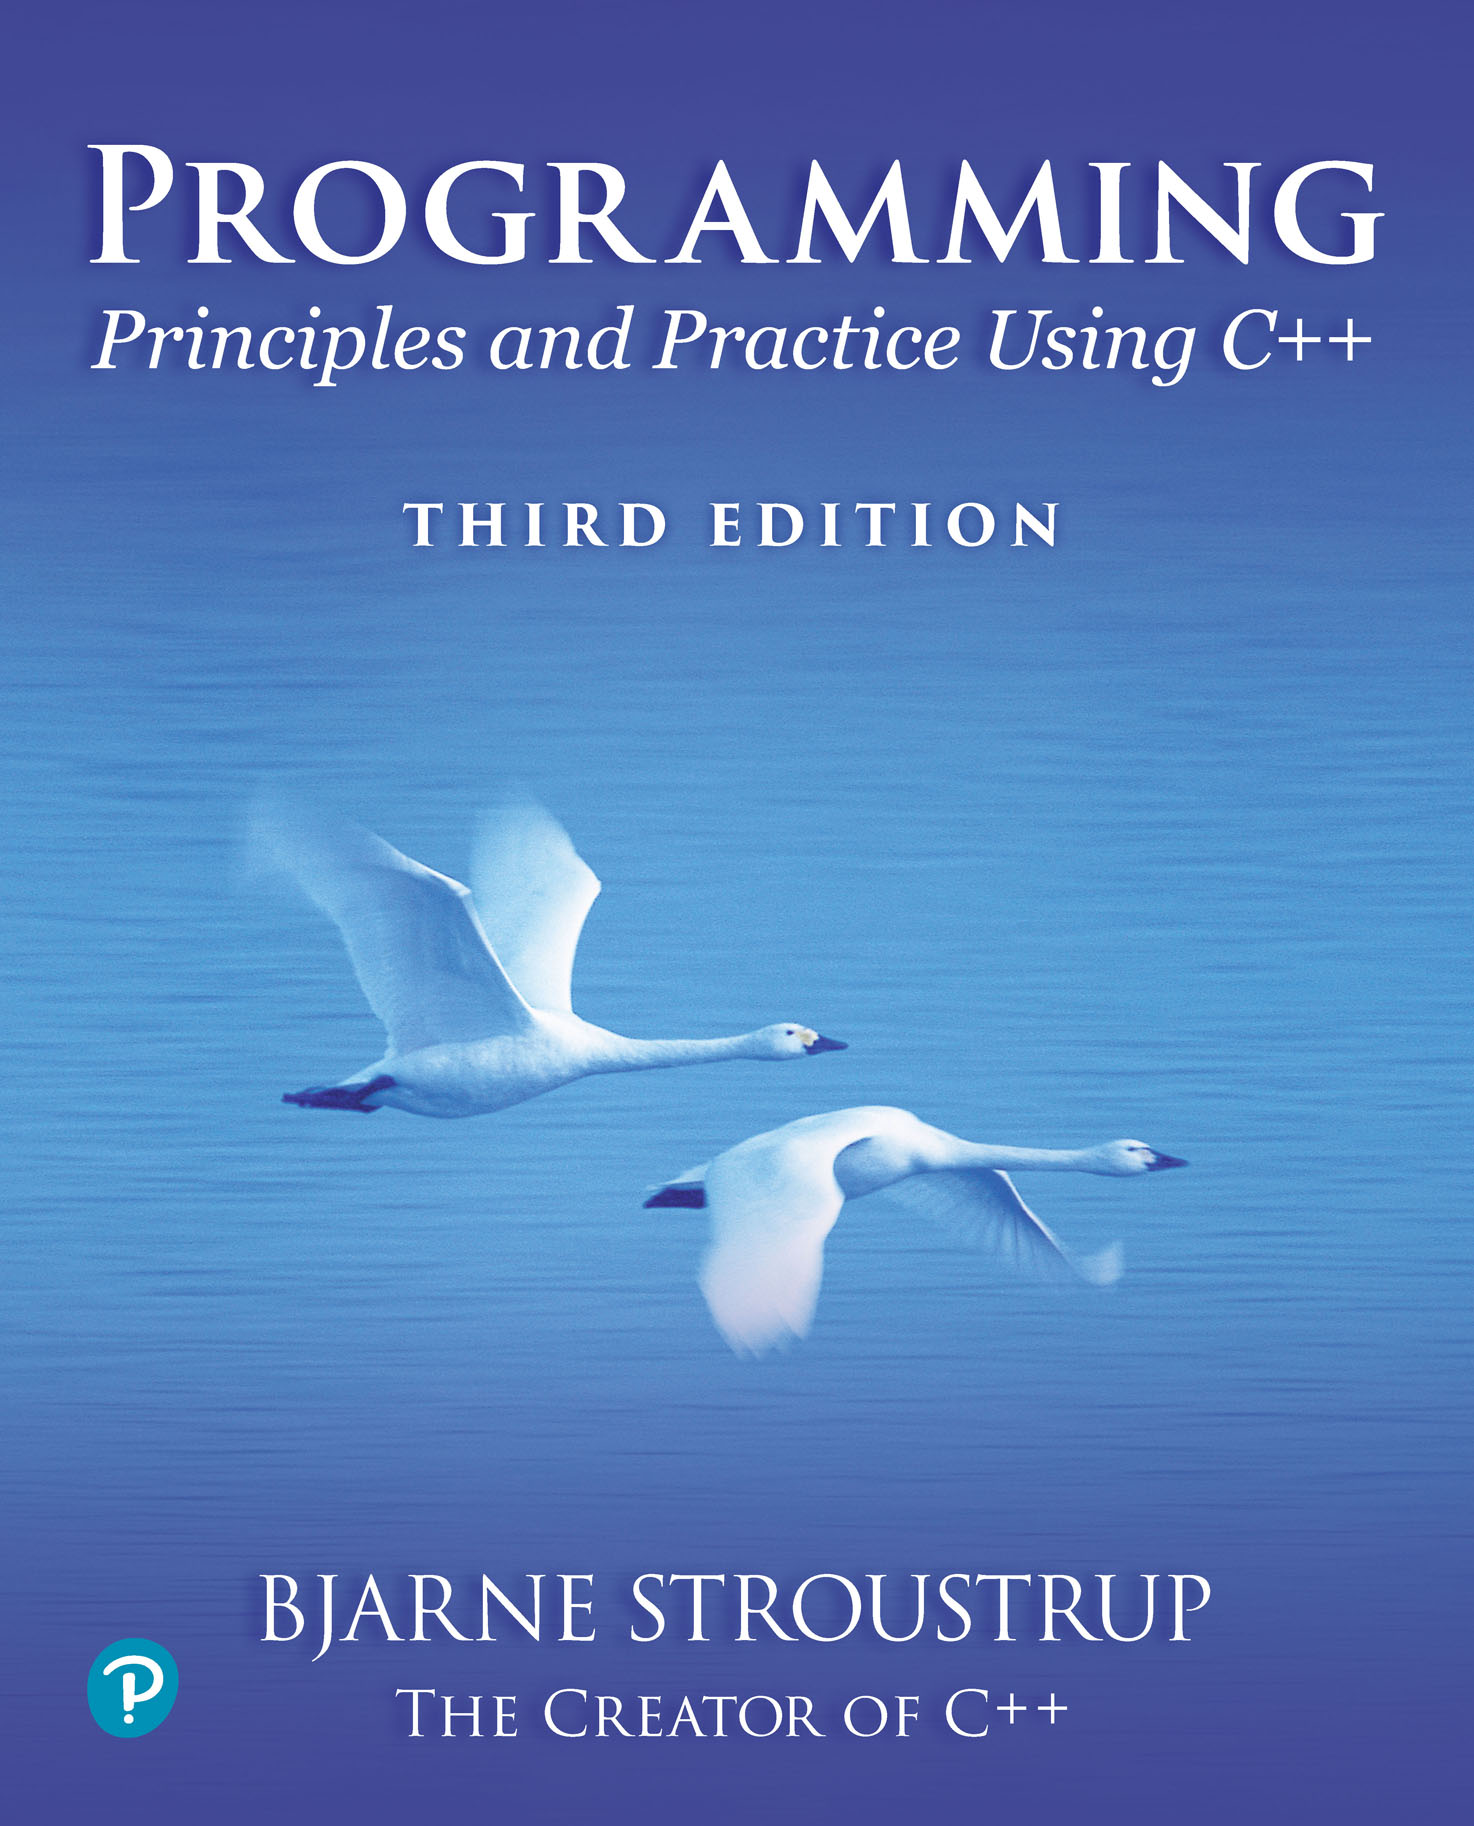 PROGRAMMING
Principles and Practice Using C++
THIRD EDITION
BJARNE STROUSTRUP
THE CREATOR OF C++
P